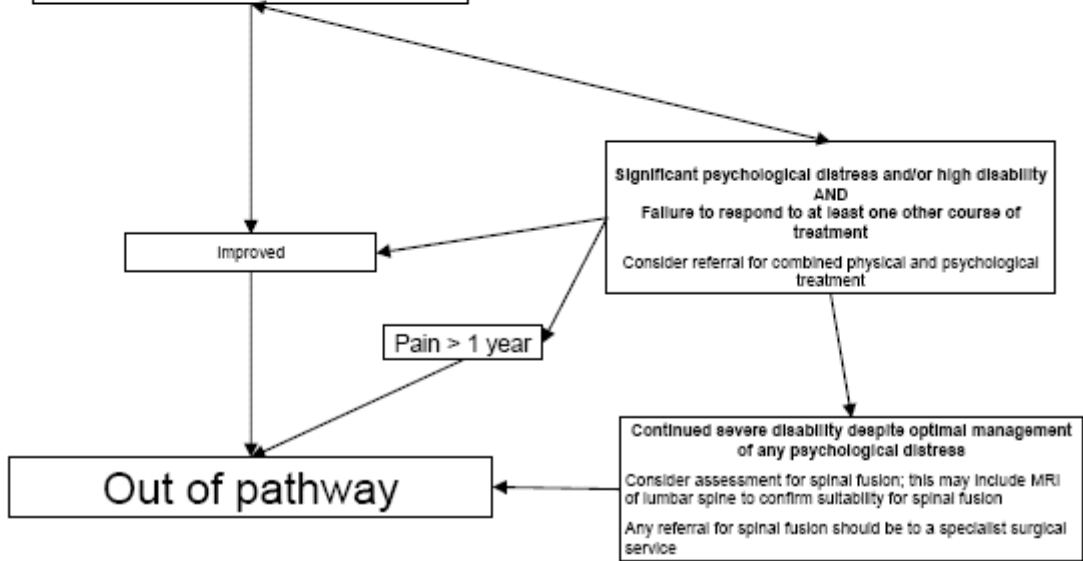 Significant psychological distress and/or high disability
AND
Failure to respond to at least one other course of
treatment
Consider referral for combined physical and psychological
treatment
Improved
Pain > 1 year
Continued severe disability despite optimal management
of any psychological distress
Consider assessment for spinal fusion; this may include MRI
of lumbar spine to confirm suitability for spinal fusion
Any referral for spinal fusion should be to a specialist surgical
service
Out of pathway